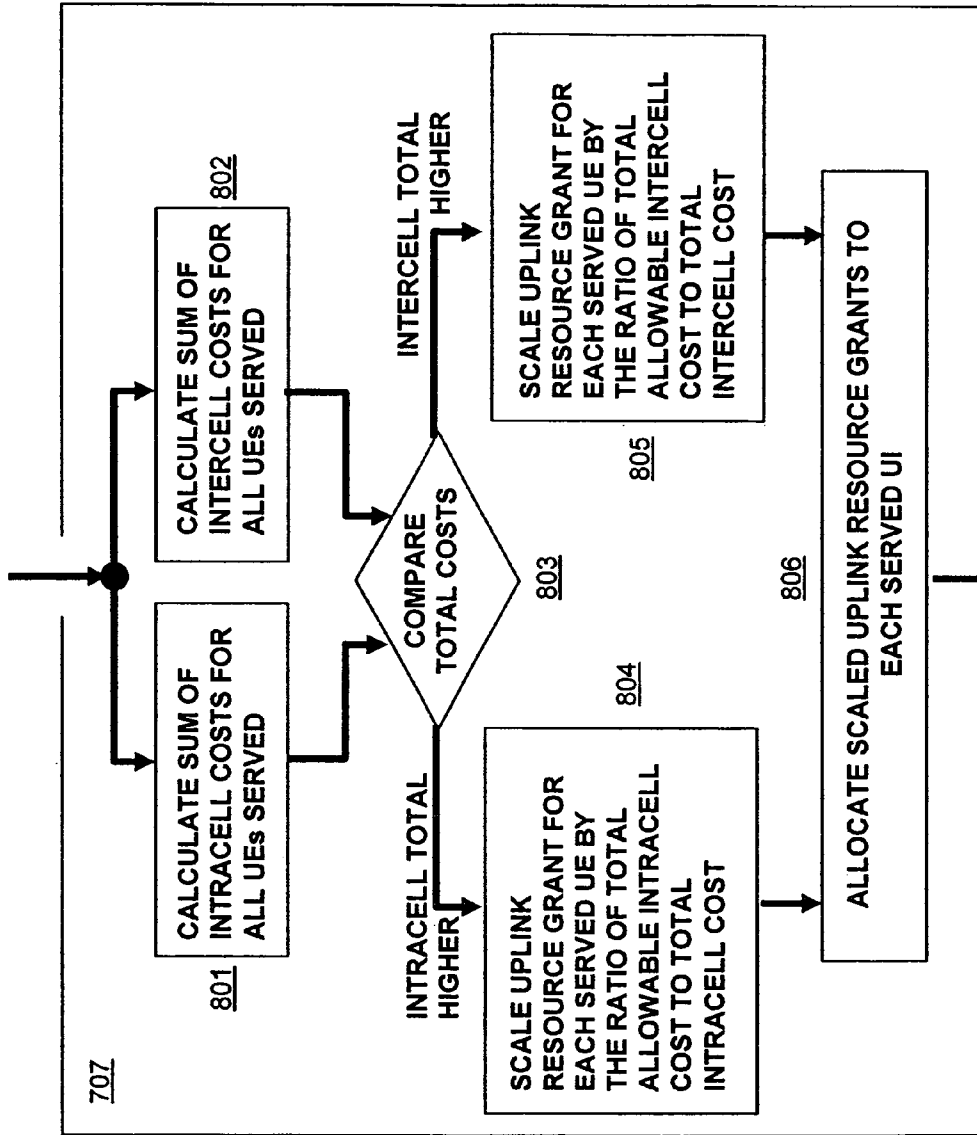 707
801
CALCULATE SUM OF
INTRACELL COSTS FOR
ALL UEs SERVED
CALCULATE SUM OF
INTERCELL COSTS FOR
ALL UEs SERVED
802
COMPARE
TOTAL COSTS
803
INTRACELL TOTAL
HIGHER
INTERCELL TOTAL
HIGHER
SCALE UPLINK
RESOURCE GRANT FOR
EACH SERVED UE BY
THE RATIO OF TOTAL
ALLOWABLE INTRACELL
COST TO TOTAL
INTRACELL COST
804
805
SCALE UPLINK
RESOURCE GRANT FOR
EACH SERVED UE BY
THE RATIO OF TOTAL
ALLOWABLE INTERCELL
COST TO TOTAL
INTERCELL COST
806
ALLOCATE SCALED UPLINK RESOURCE GRANTS TO
EACH SERVED UI